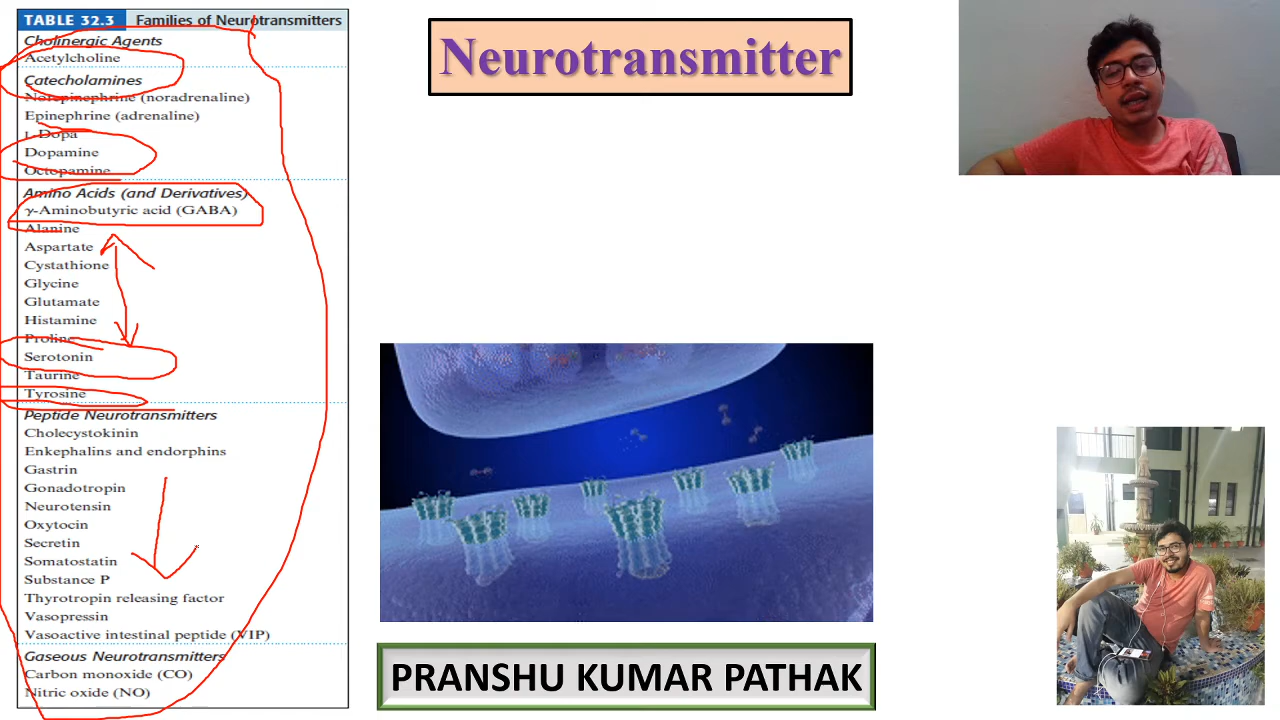 TABLE 32.3 Families of Neurotransmitters
Cholinergic Agents
Acetylcholine
Catecholamines
Norepinephrine (noradrenaline)
Epinephrine (adrenaline)
L-Dopa
Dopamine
Octopamine
Amino Acids (and Derivatives)
γ-Aminobutyric acid (GABA)
Alanine
Aspartate
Cystathione
Glycine
Glutamate
Histamine
Proline
Serotonin
Taurine
Tyrosine
Peptide Neurotransmitters
Cholecystokinin
Enkephalins and endorphins
Gastrin
Gonadotropin
Neurotensin
Oxytocin
Secretin
Somatostatin
Substance P
Thyrotropin releasing factor
Vasopressin
Vasoactive intestinal peptide (VIP)
Gaseous Neurotransmitters
Carbon monoxide (CO)
Nitric oxide (NO)
Neurotransmitter
PRANSHU KUMAR PATHAK